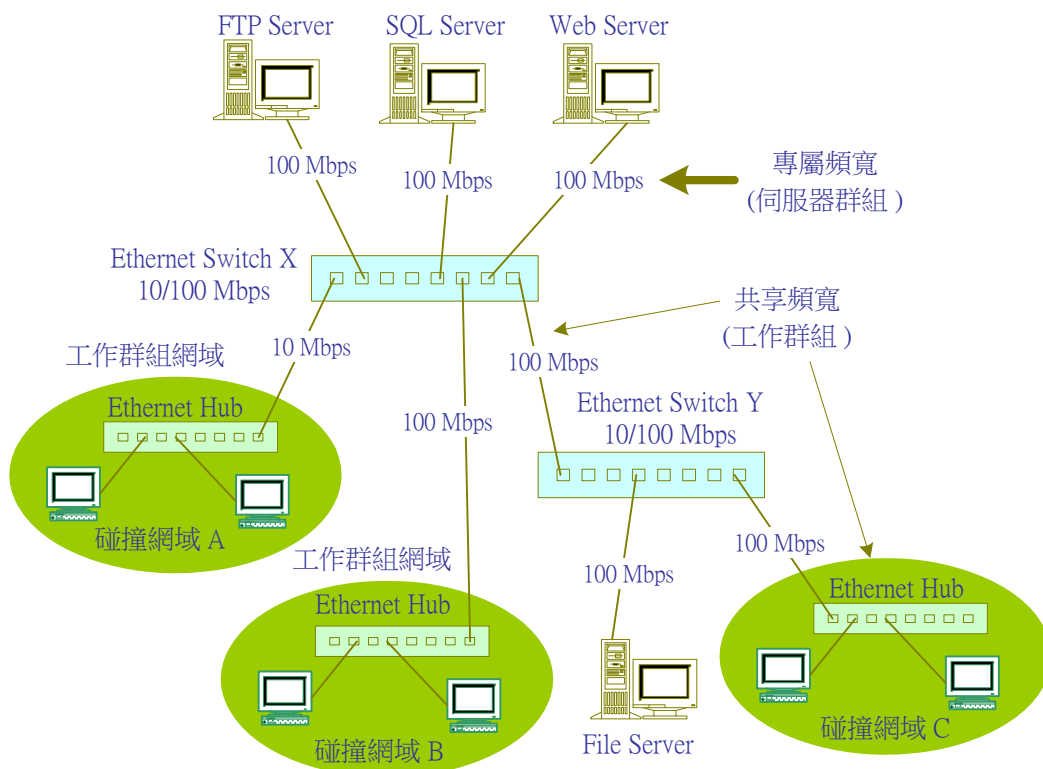 FTP Server
SQL Server
Web Server
100 Mbps
100 Mbps
100 Mbps
專屬頻寬
(伺服器群組 )
Ethernet Switch X
10/100 Mbps
共享頻寬
(工作群組 )
10 Mbps
100 Mbps
工作群組網域
Ethernet Hub
碰撞網域 A
100 Mbps
Ethernet Switch Y
10/100 Mbps
工作群組網域
Ethernet Hub
碰撞網域 B
100 Mbps
File Server
100 Mbps
Ethernet Hub
碰撞網域 C